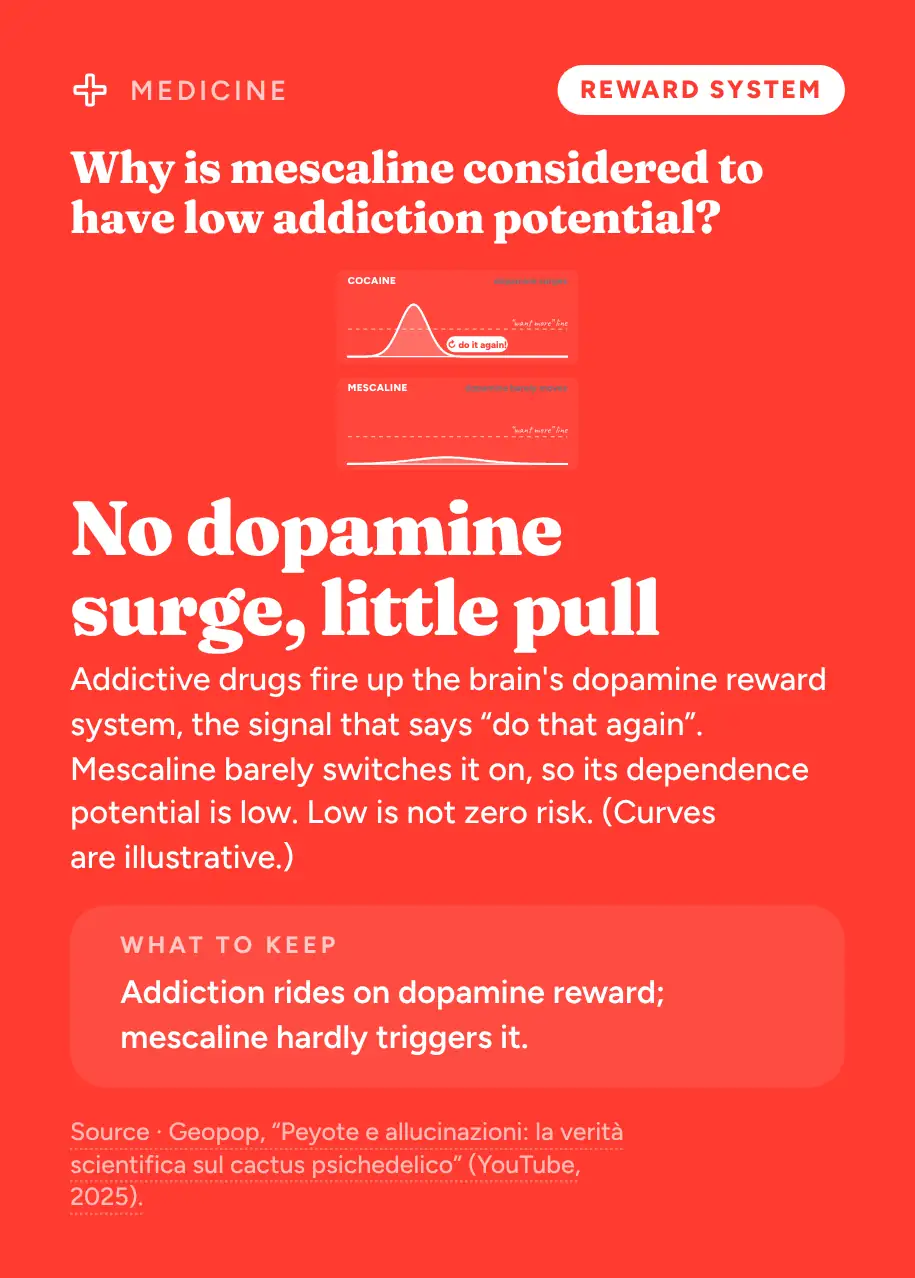 MEDICINE
REWARD SYSTEM
Why is mescaline considered to
have low addiction potential?
COCAINE
"want more" line
do it again!
MESCALINE
"want more" line
No dopamine
surge, little pull
Addictive drugs fire up the brain's dopamine reward
system, the signal that says “do that again”.
Mescaline barely switches it on, so its dependence
potential is low. Low is not zero risk. (Curves
are illustrative.)
WHAT TO KEEP
Addiction rides on dopamine reward;
mescaline hardly triggers it.
Source · Geopop, “Peyote e allucinazioni: la verità
scientifica sul cactus psichedelico” (YouTube,
2025).